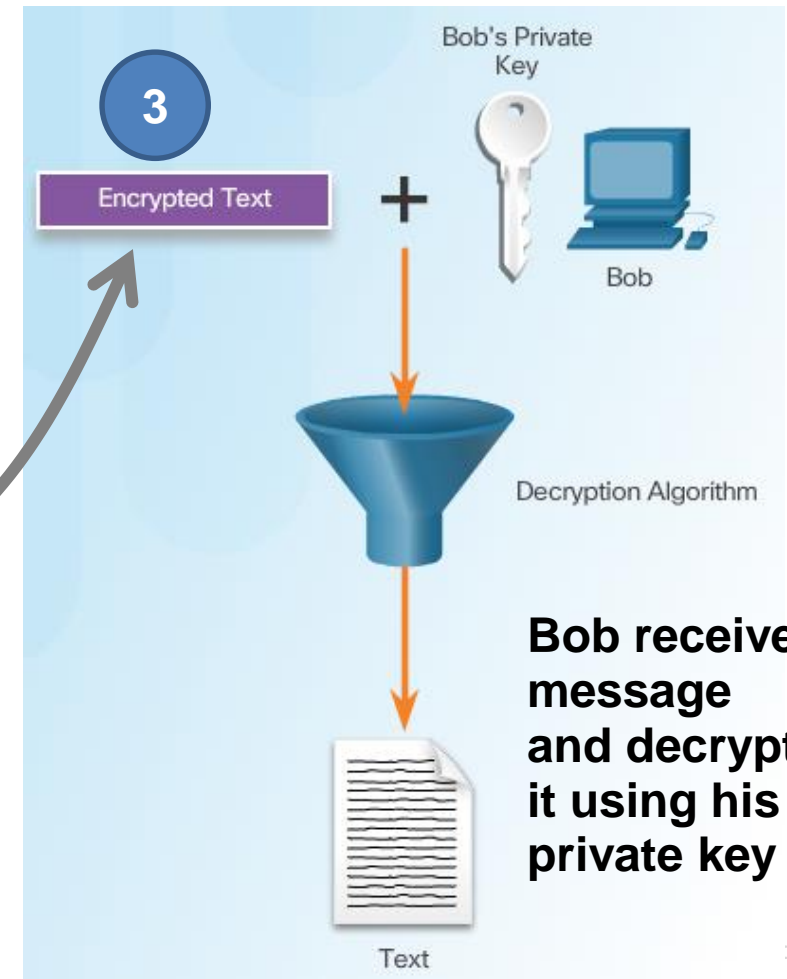 Bob's Private
Key
3
Encrypted Text
+
Bob
Decryption Algorithm
Bob receive
message
and decrypt
it using his
private key
Text